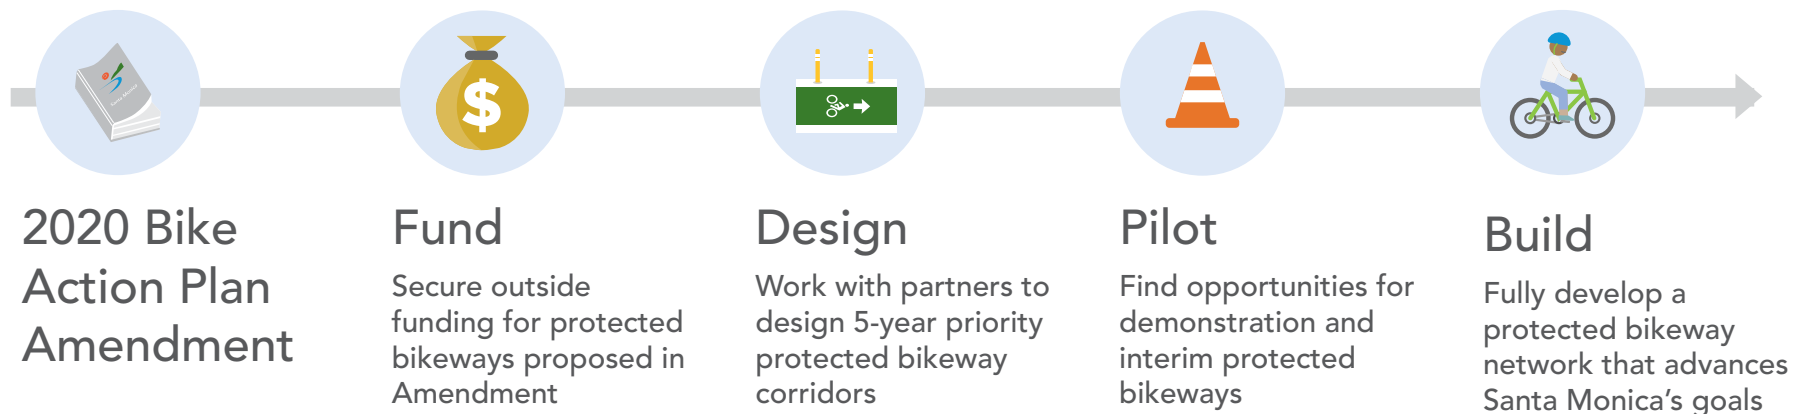 Santa Monica
2020 Bike
Action Plan
Amendment
Fund
Secure outside
funding for protected
bikeways proposed in
Amendment
Design
Work with partners to
design 5-year priority
protected bikeway
corridors
Pilot
Find opportunities for
demonstration and
interim protected
bikeways
Build
Fully develop a
protected bikeway
network that advances
Santa Monica’s goals